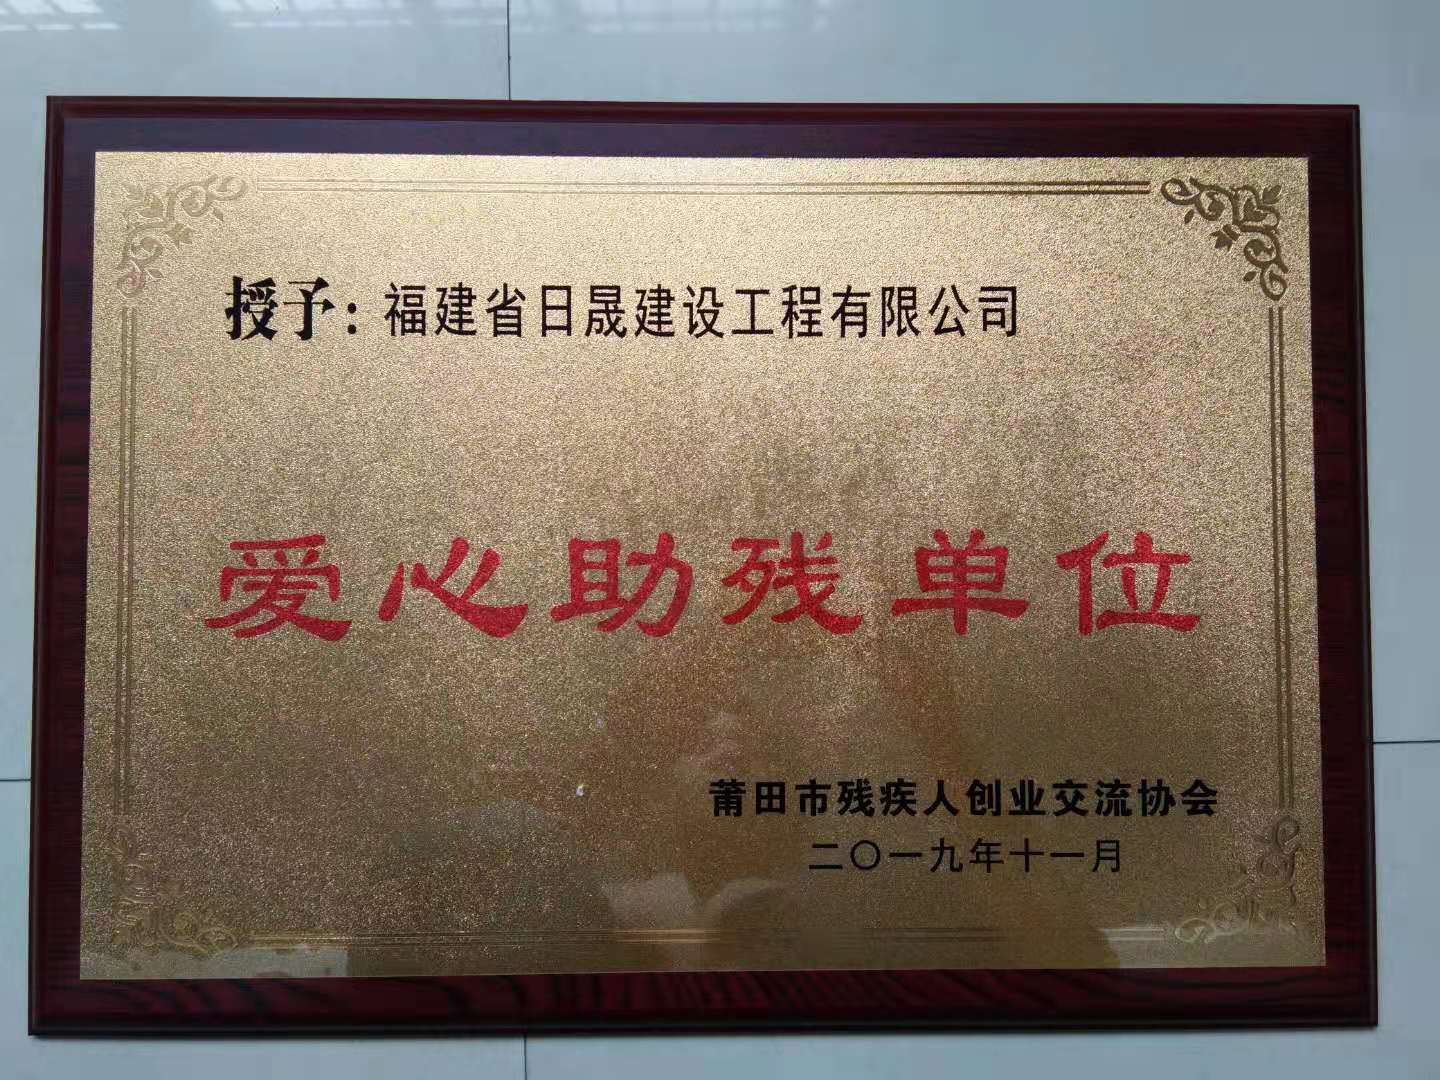 授予：福建省日晟建设工程有限公司
爱心助残单位
莆田市残疾人创业交流协会
二〇一九年十一月